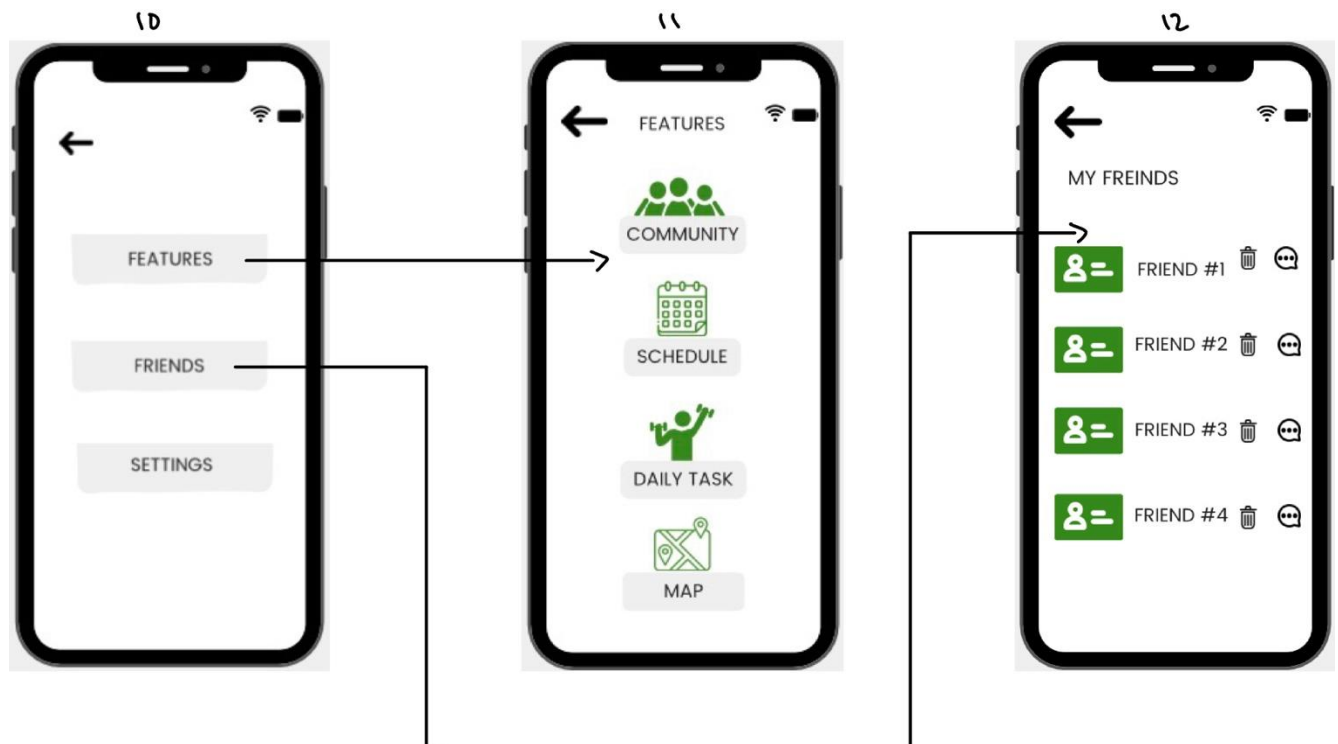 10
11
12
FEATURES
FRIENDS
SETTINGS
FEATURES
COMMUNITY
SCHEDULE
DAILY TASK
MAP
MY FREINDS
FRIEND #1
FRIEND #2
FRIEND #3
FRIEND #4